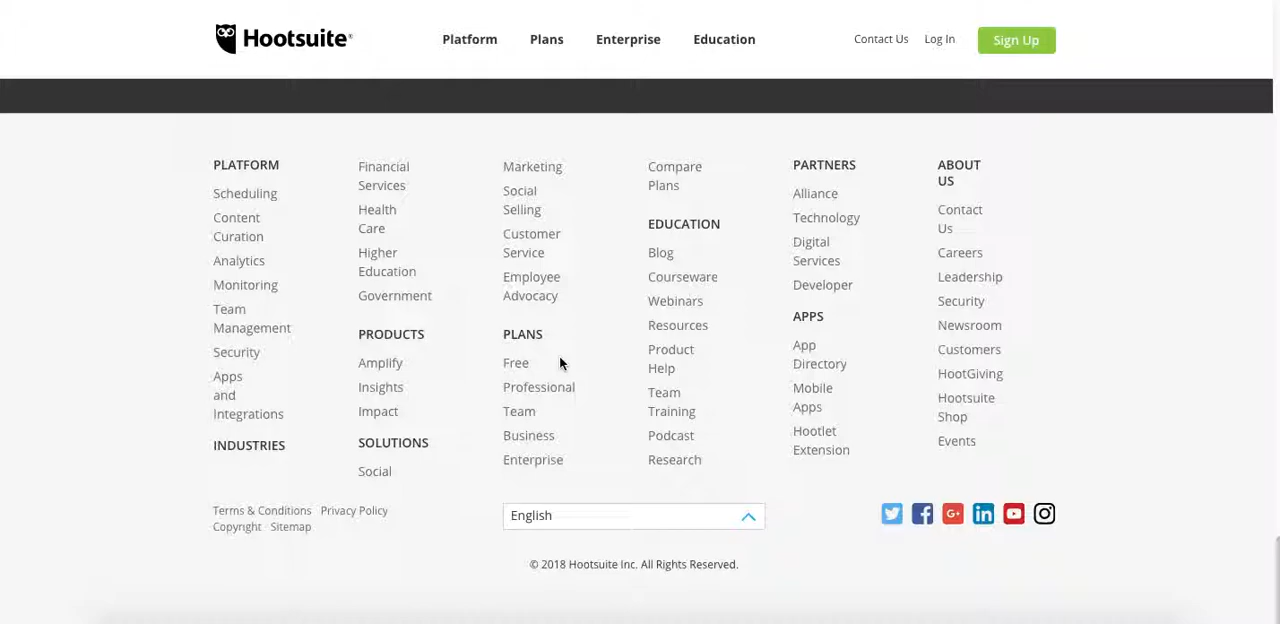 Hootsuite®
Platform
Plans
Enterprise
Education
Contact Us
Log In
Sign Up
PLATFORM
Scheduling
Content
Curation
Analytics
Monitoring
Team
Management
Security
Apps
and
Integrations
INDUSTRIES
Financial
Services
Health
Care
Higher
Education
Government
PRODUCTS
Amplify
Insights
Impact
SOLUTIONS
Social
Marketing
Social
Selling
Customer
Service
Employee
Advocacy
PLANS
Free
Professional
Team
Business
Enterprise
Compare
Plans
EDUCATION
Blog
Courseware
Webinars
Resources
Product
Help
Team
Training
Podcast
Research
PARTNERS
Alliance
Technology
Digital
Services
Developer
APPS
App
Directory
Mobile
Apps
Hootlet
Extension
ABOUT
US
Contact
Us
Careers
Leadership
Security
Newsroom
Customers
HootGiving
Hootsuite
Shop
Events
Terms & Conditions Privacy Policy
Copyright Sitemap
English
G+
in
© 2018 Hootsuite Inc. All Rights Reserved.